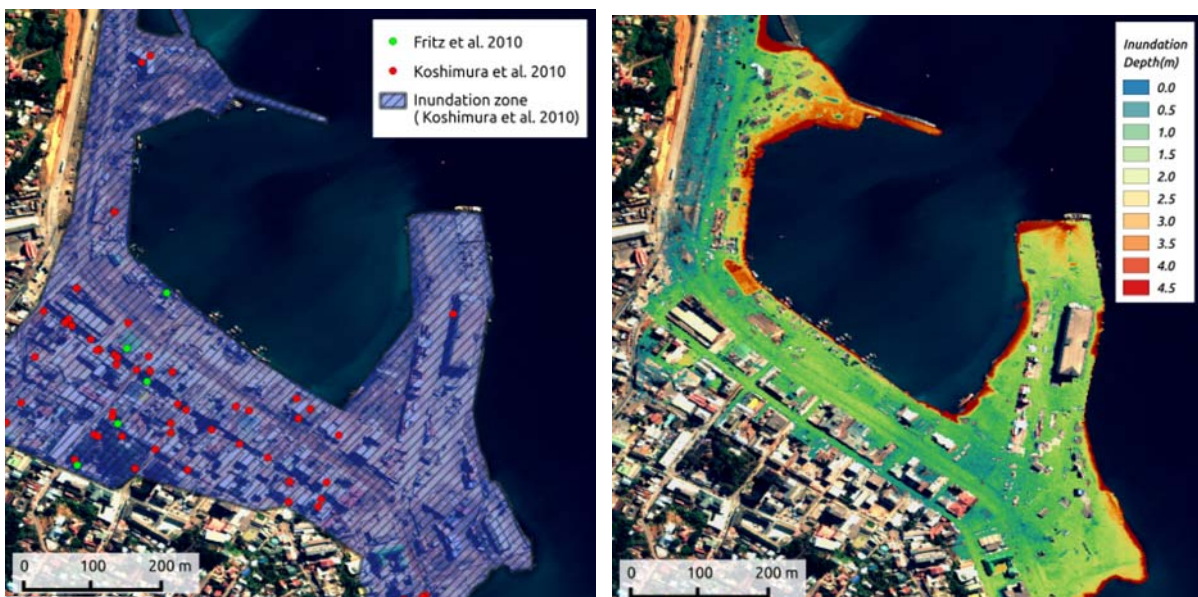 Fritz et al. 2010
Koshimura et al. 2010
Inundation zone
( Koshimura et al. 2010)
0 100 200 m
Inundation
Depth(m)
0.0
0.5
1.0
1.5
2.0
2.5
3.0
3.5
4.0
4.5
0 100 200 m